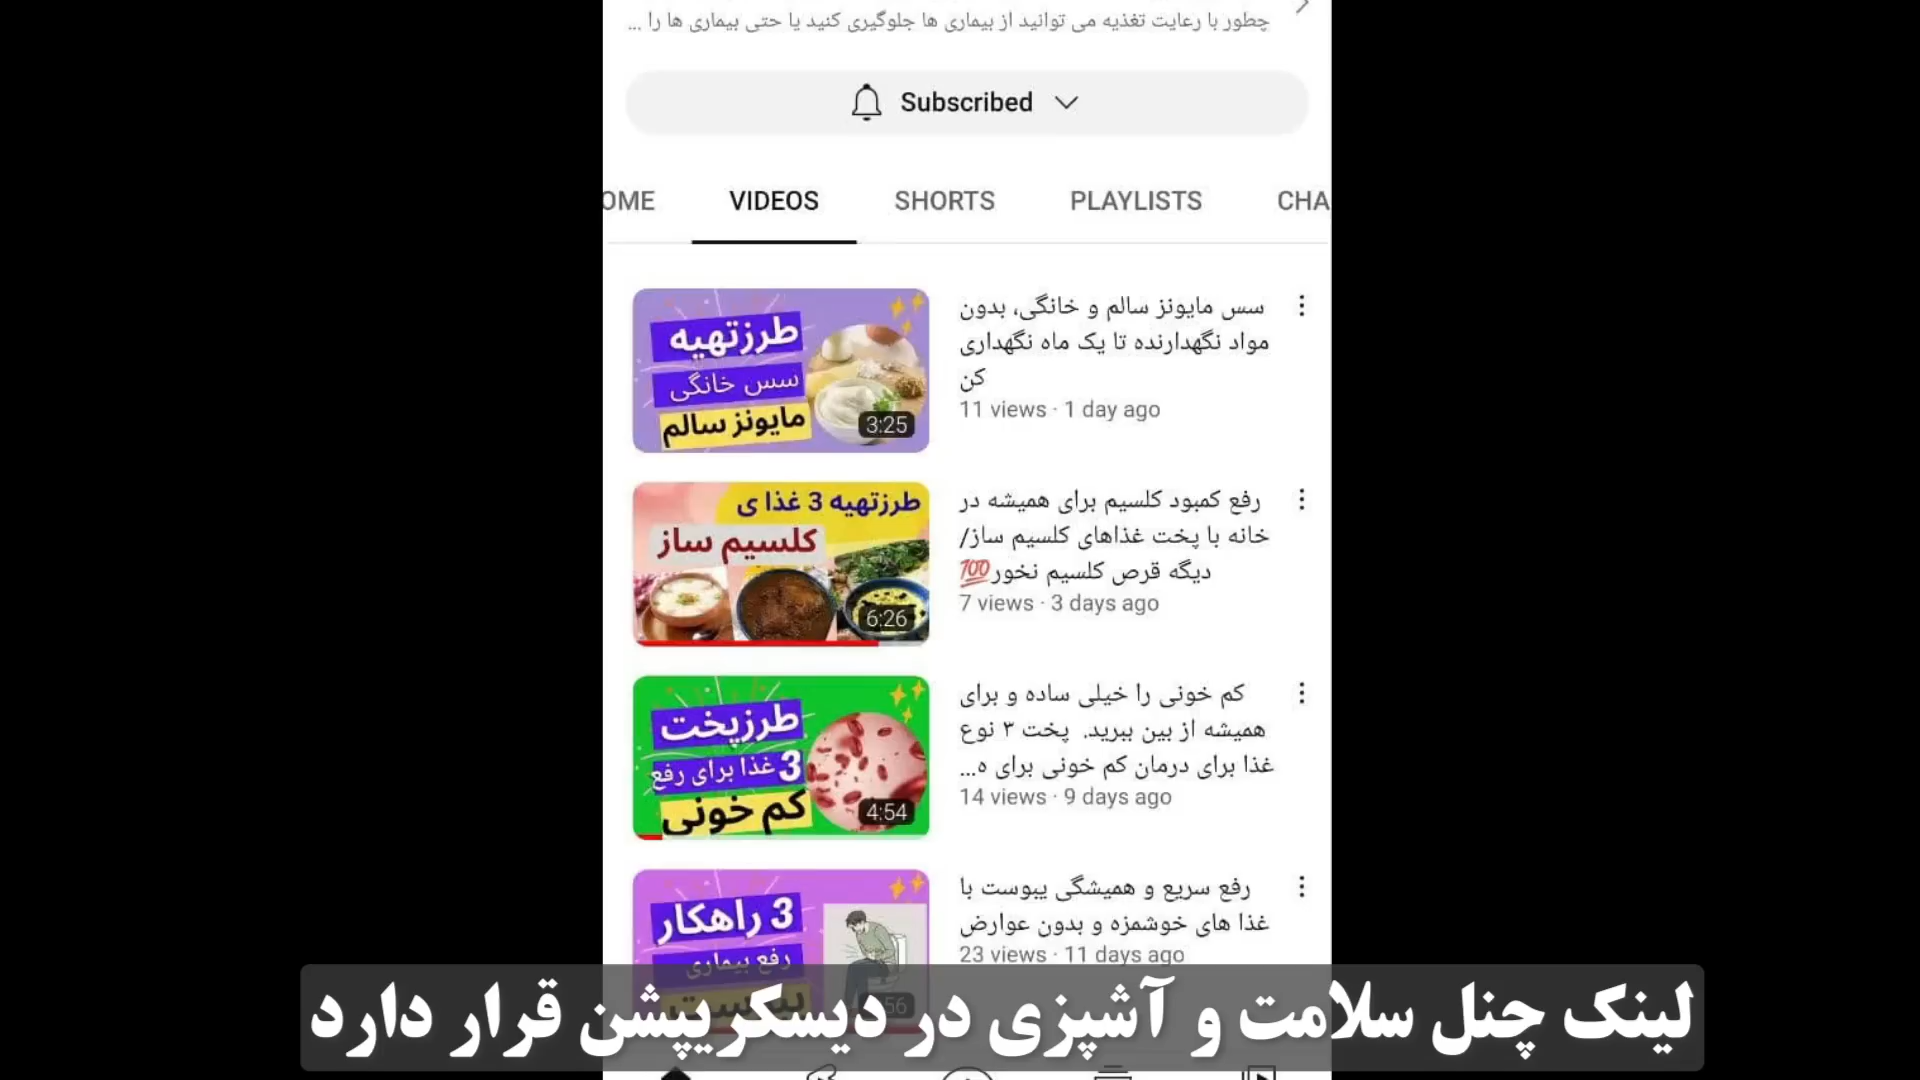 چطور با رعایت تغذیه می توانید از بیماری ها جلوگیری کنید یا حتی بیماری ها را ...
Subscribed
OME VIDEOS SHORTS PLAYLISTS CHA
طرزتهیه
سس خانگی
مایونز سالم
3:25
سس مایونز سالم و خانگی، بدون
مواد نگهدارنده تا یک ماه نگهداری
کن
11 views · 1 day ago
طرزتهیه 3 غذا ی
کلسیم ساز
6:26
رفع کمبود کلسیم برای همیشه در
خانه با پخت غذاهای کلسیم ساز/
دیگه قرص کلسیم نخور💯
7 views · 3 days ago
طرزپخت
3 غذا برای رفع
کم خونی
4:54
کم خونی را خیلی ساده و برای
همیشه از بین ببرید. پخت ۳ نوع
غذا برای درمان کم خونی برای ه...
14 views · 9 days ago
3 راهکار
رفع بیماری
یبوست
:56
رفع سریع و همیشگی یبوست با
غذا های خوشمزه و بدون عوارض
23 views · 11 days ago
لینک چنل سلامت و آشپزی در دیسکریپشن قرار دارد